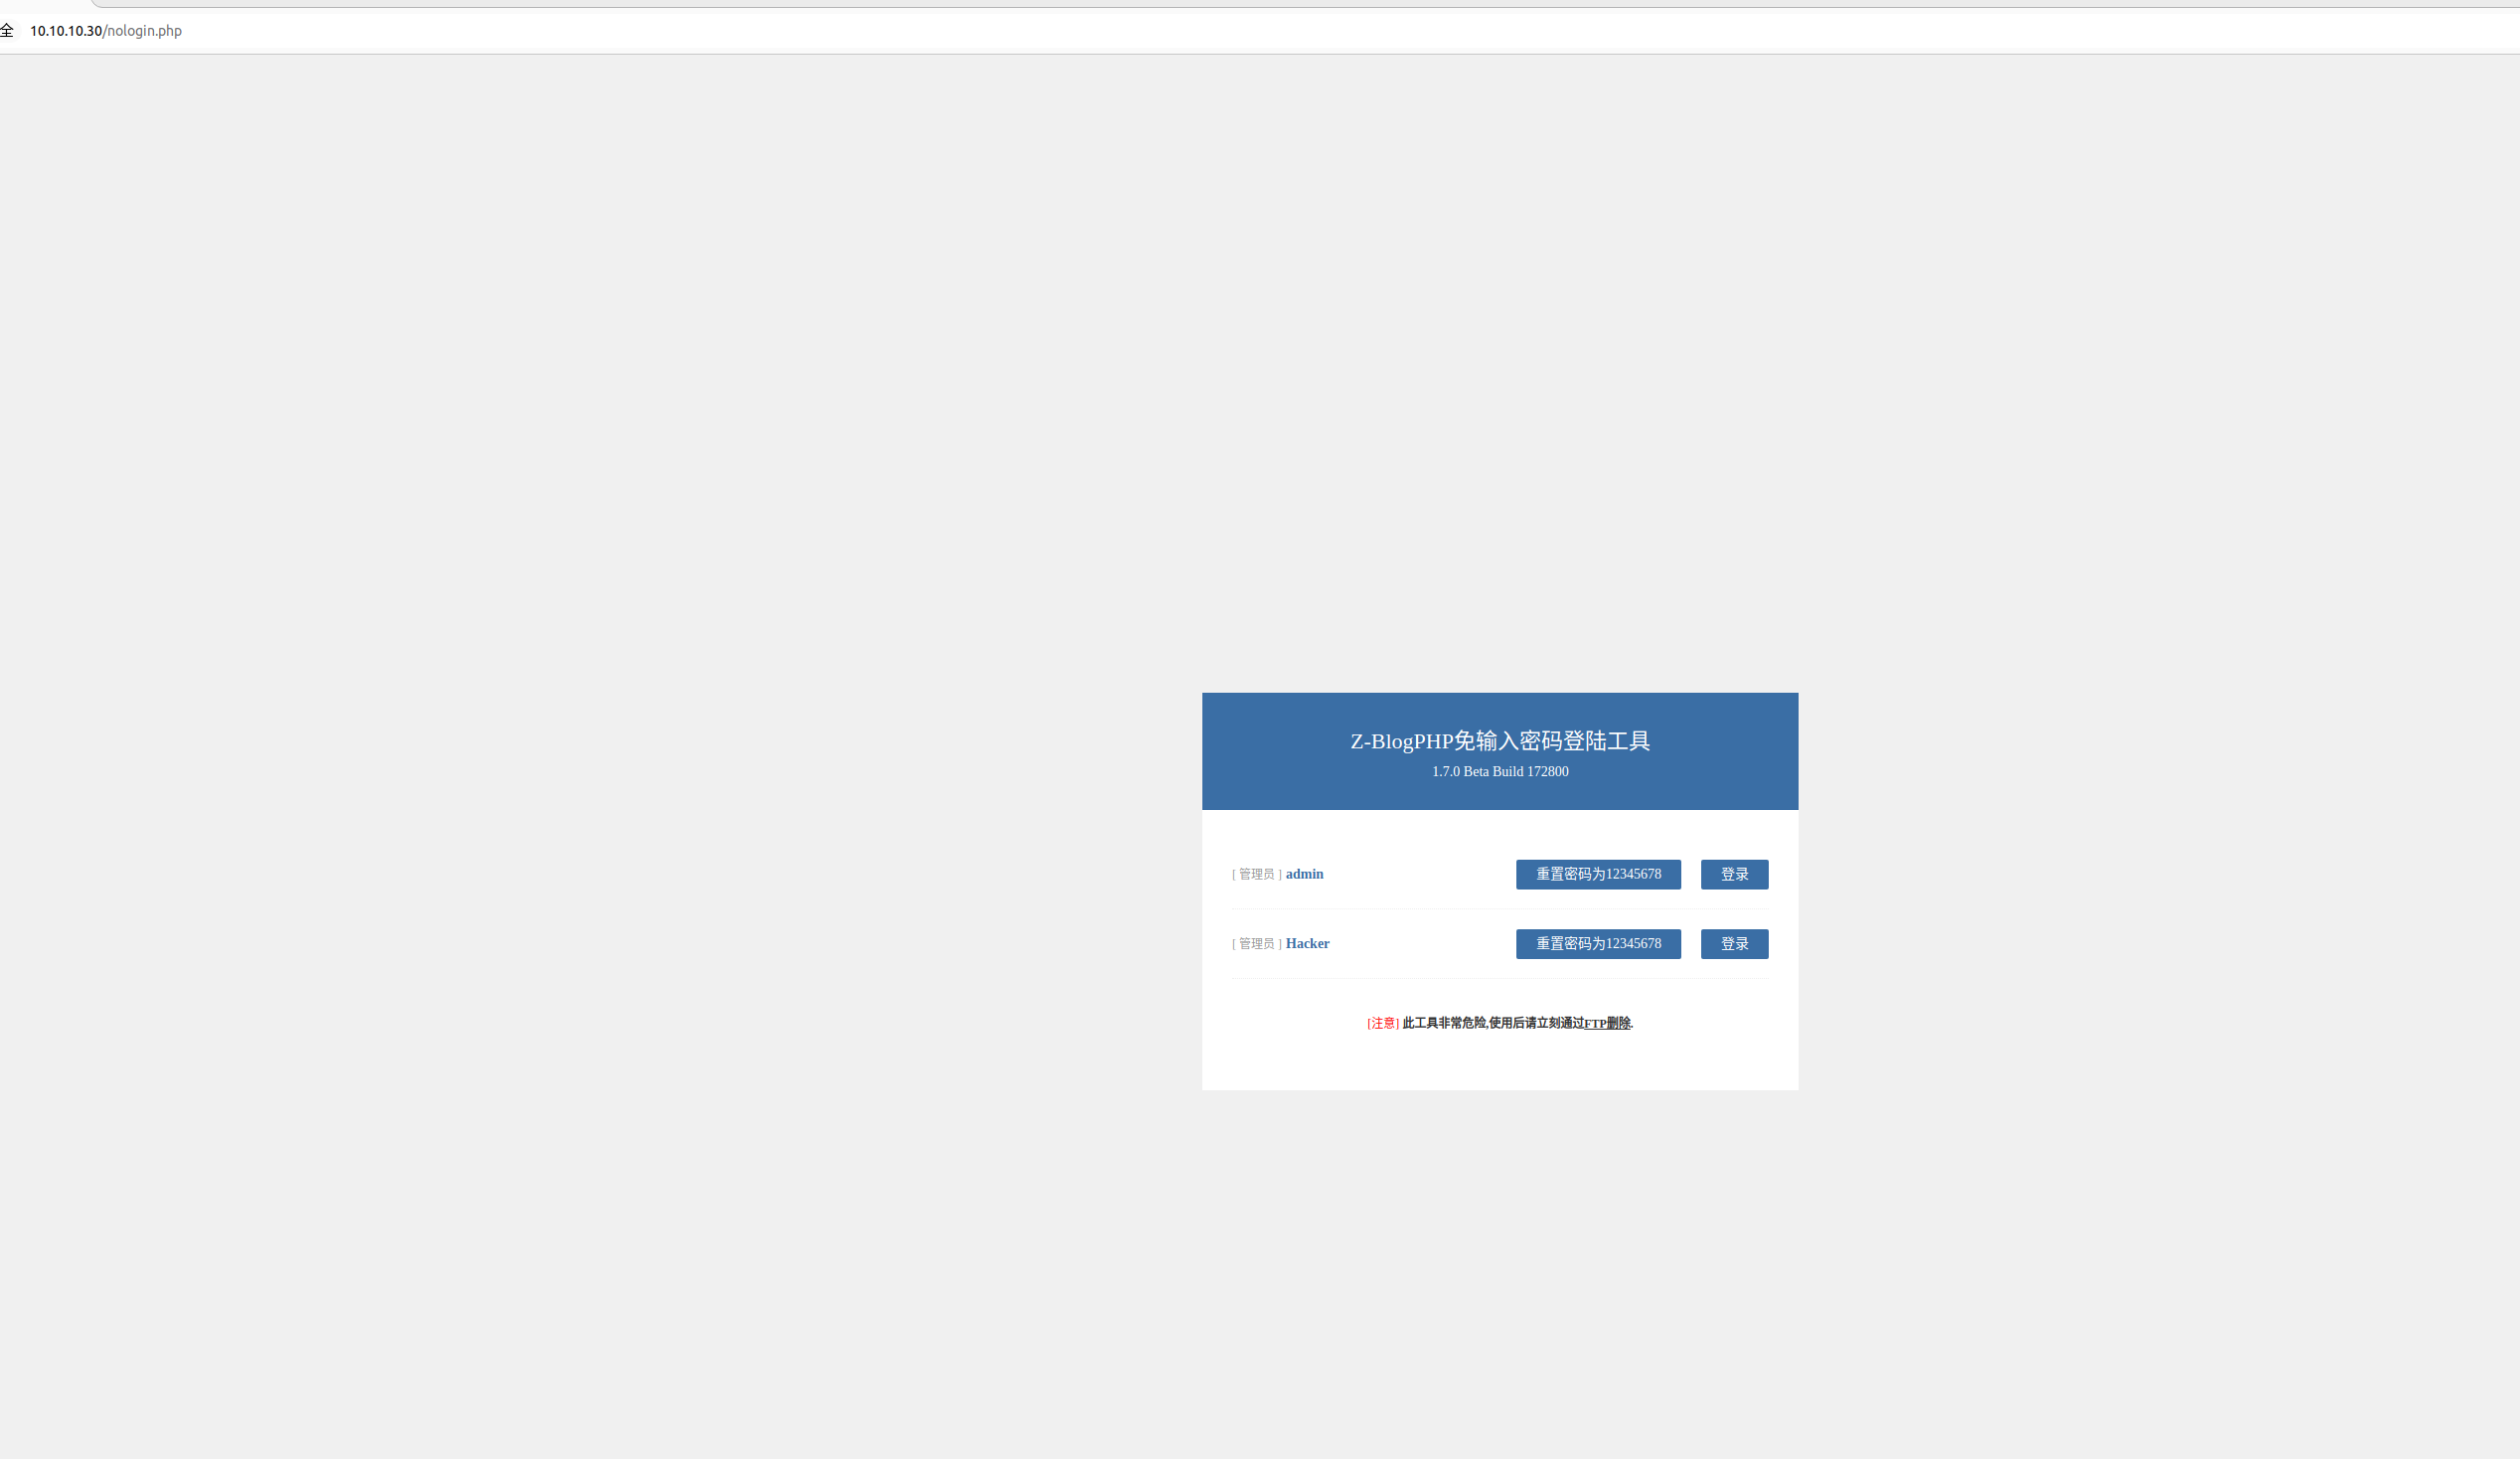 全 10.10.10.30/nologin.php
Z-BlogPHP免输入密码登陆工具
1.7.0 Beta Build 172800
[ 管理员 ] admin 重置密码为12345678 登录
[ 管理员 ] Hacker 重置密码为12345678 登录
[注意] 此工具非常危险,使用后请立刻通过FTP删除.